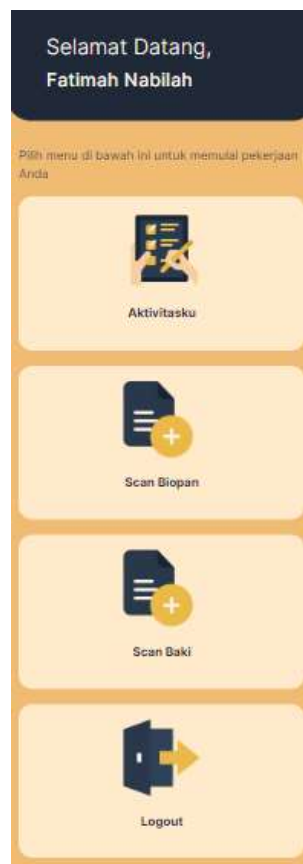 Selamat Datang,
Fatimah Nabilah
Pilih menu di bawah ini untuk memulai pekerjaan
Anda
Aktivitasku
Scan Biopan
Scan Baki
Logout